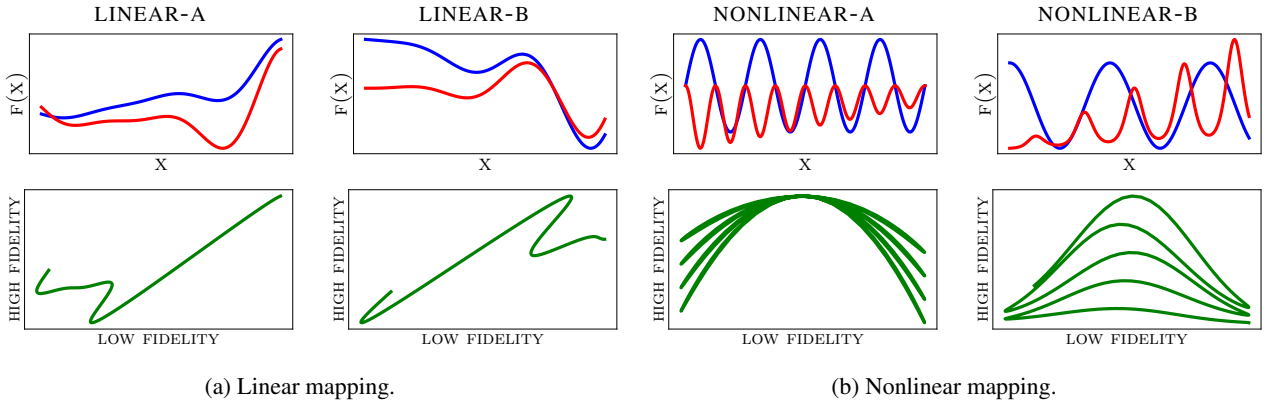 LINEAR-A
LINEAR-B
NONLINEAR-A
NONLINEAR-B
F(X)
F(X)
F(X)
F(X)
X
X
X
X
HIGH FIDELITY
HIGH FIDELITY
HIGH FIDELITY
HIGH FIDELITY
LOW FIDELITY
LOW FIDELITY
LOW FIDELITY
LOW FIDELITY
(a) Linear mapping.
(b) Nonlinear mapping.